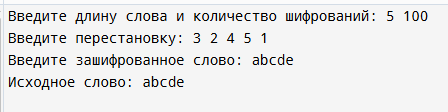 Введите длину слова и количество шифрований: 5 100
Введите перестановку: 3 2 4 5 1
Введите зашифрованное слово: abcde
Исходное слово: abcde